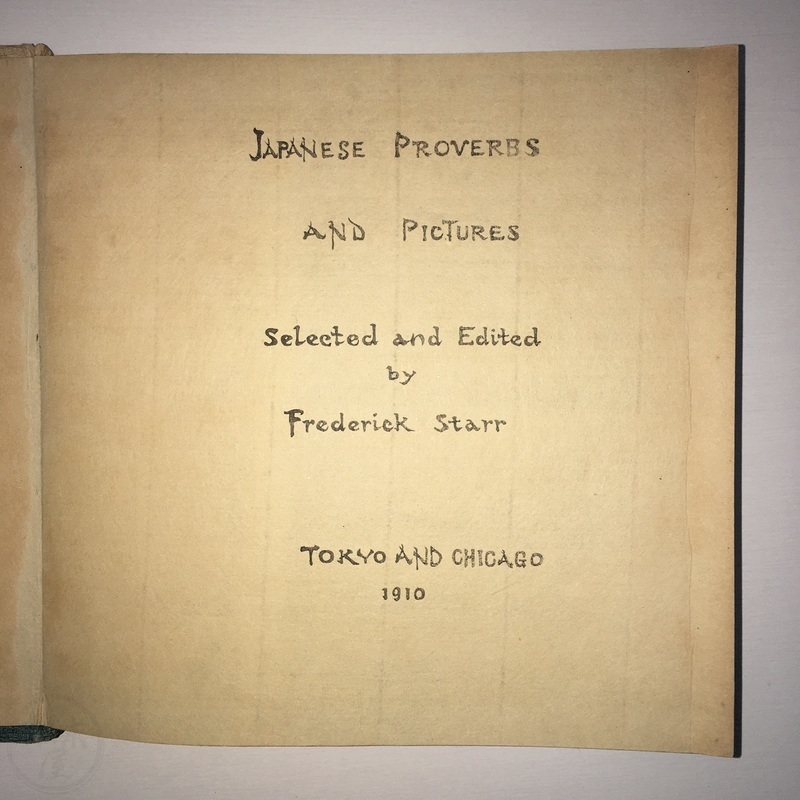 JAPANESE PROVERBS
AND PICTURES
Selected and Edited
by
Frederick Starr
TOKYO AND CHICAGO
1910